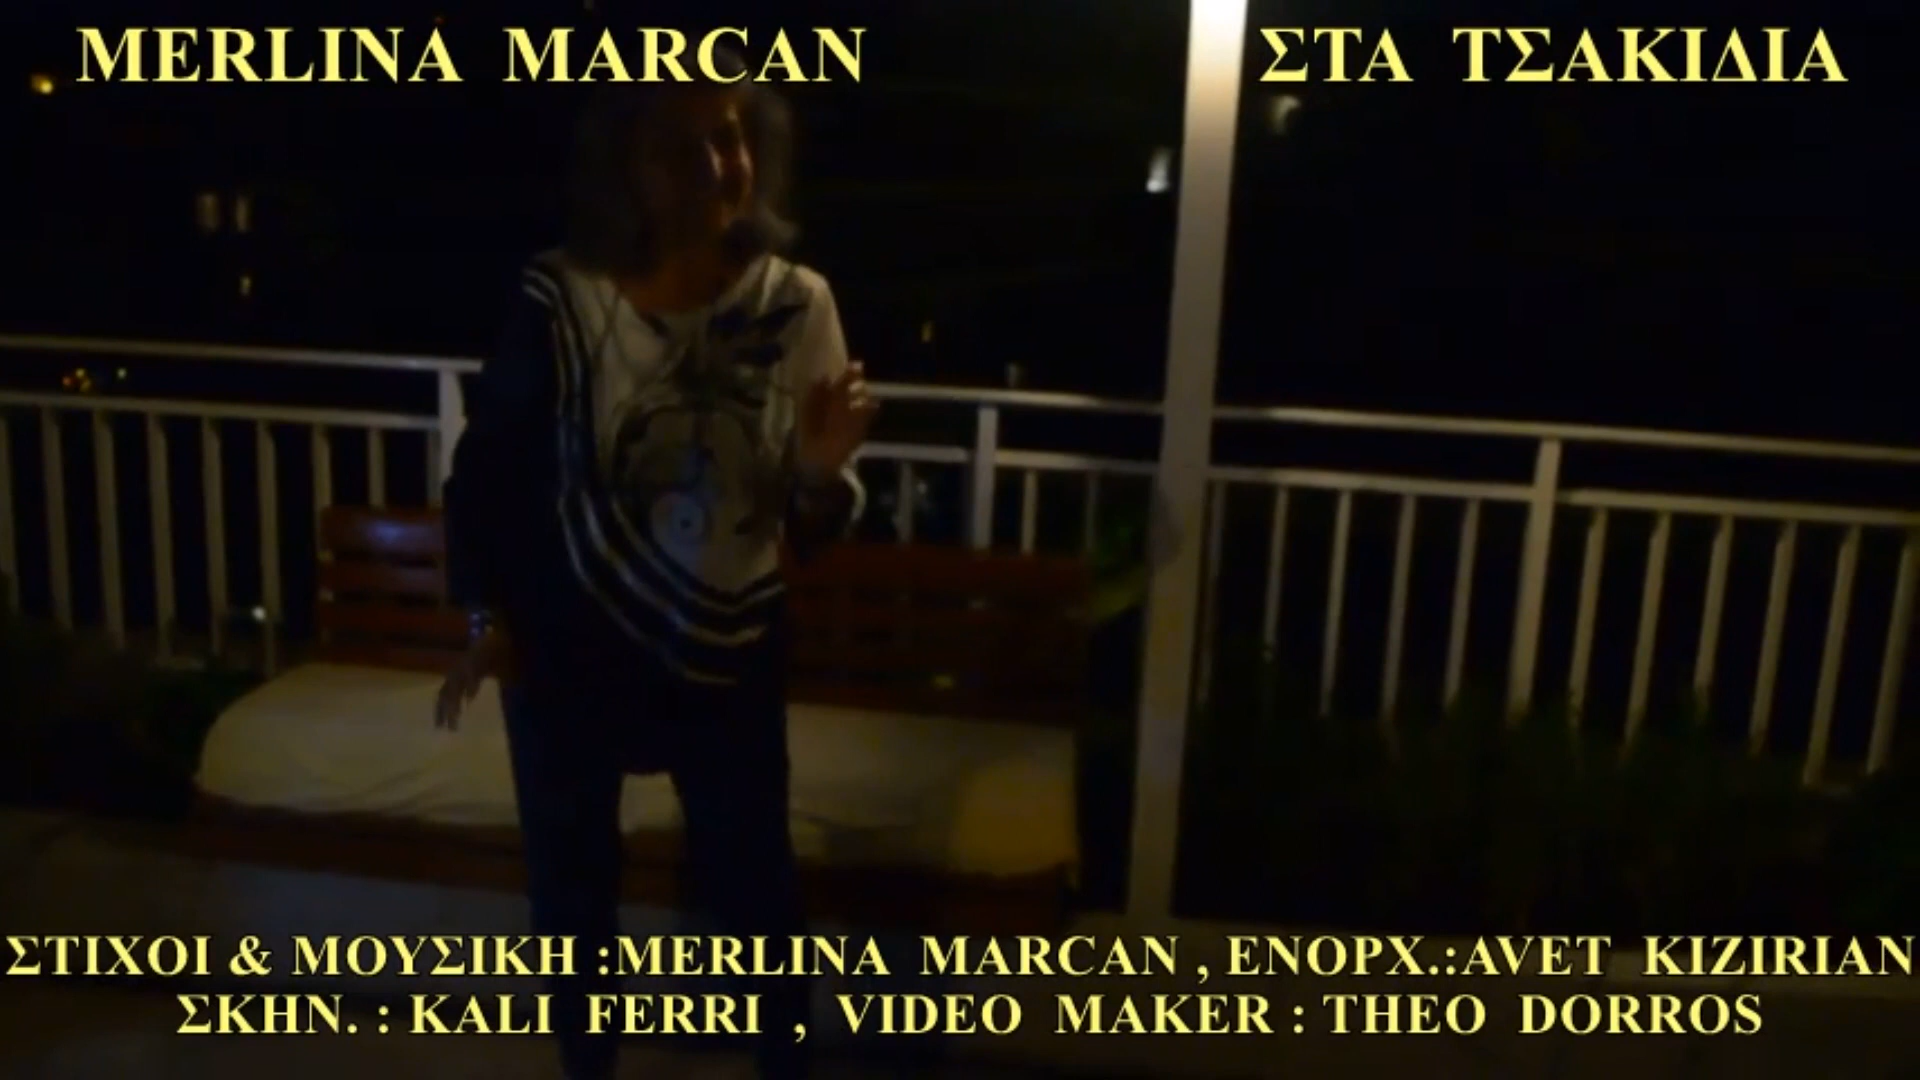 MERLINA MARCAN ΣΤΑ ΤΣΑΚΙΔΙΑ
ΣΤΙΧΟΙ & ΜΟΥΣΙΚΗ :MERLINA MARCAN , ΕΝΟΡΧ.:AVET KIZIRIAN
ΣΚΗΝ. : KALI FERRI , VIDEO MAKER : THEO DORROS